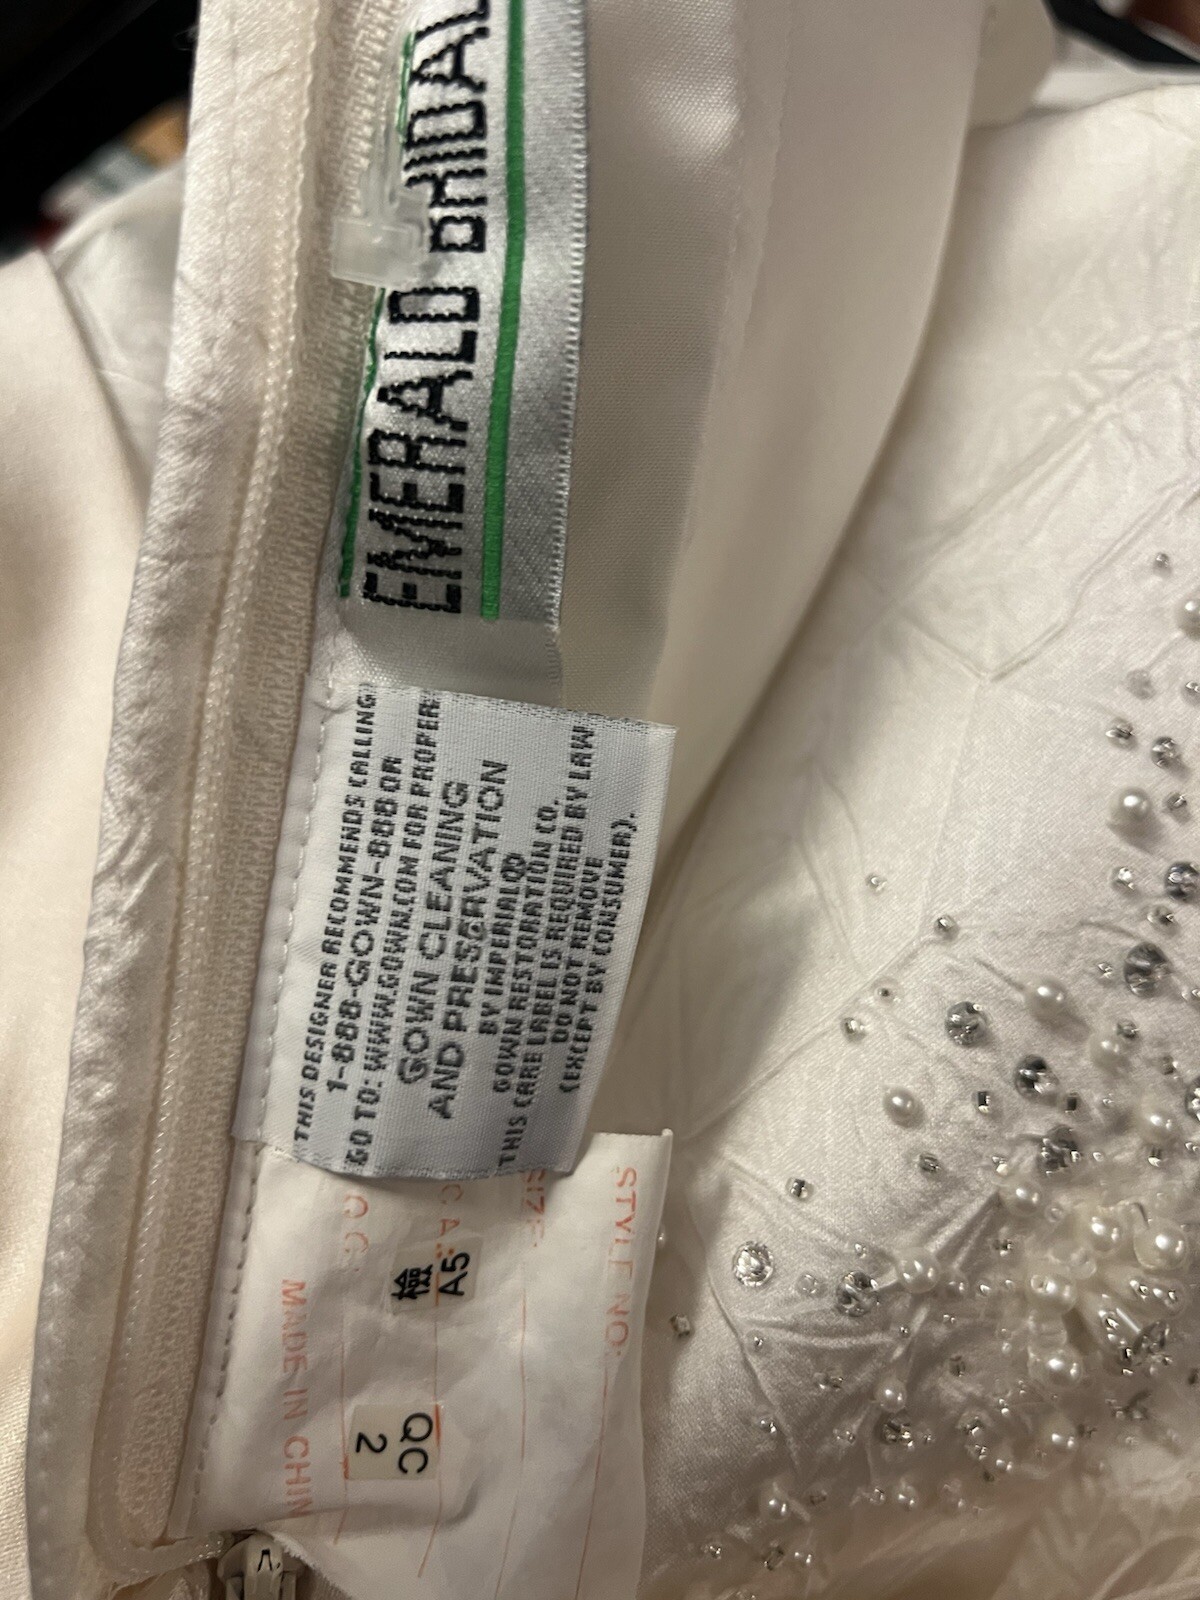 EMERALD BRIDAL
THIS DESIGNER RECOMMENDS CALLING
1-888-GOWN-888 OR
GO TO: WWW.GOWN.COM FOR PROPER
GOWN CLEANING
AND PRESERVATION
BY IMPERIAL®
GOWN RESTORATION CO.
THIS CARE LABEL IS REQUIRED BY LAW
DO NOT REMOVE
(EXCEPT BY CONSUMER).
STYLE NO:
SIZE:
C.A.:
Q.C:
MADE IN CHIN
檢
A5
QC
2